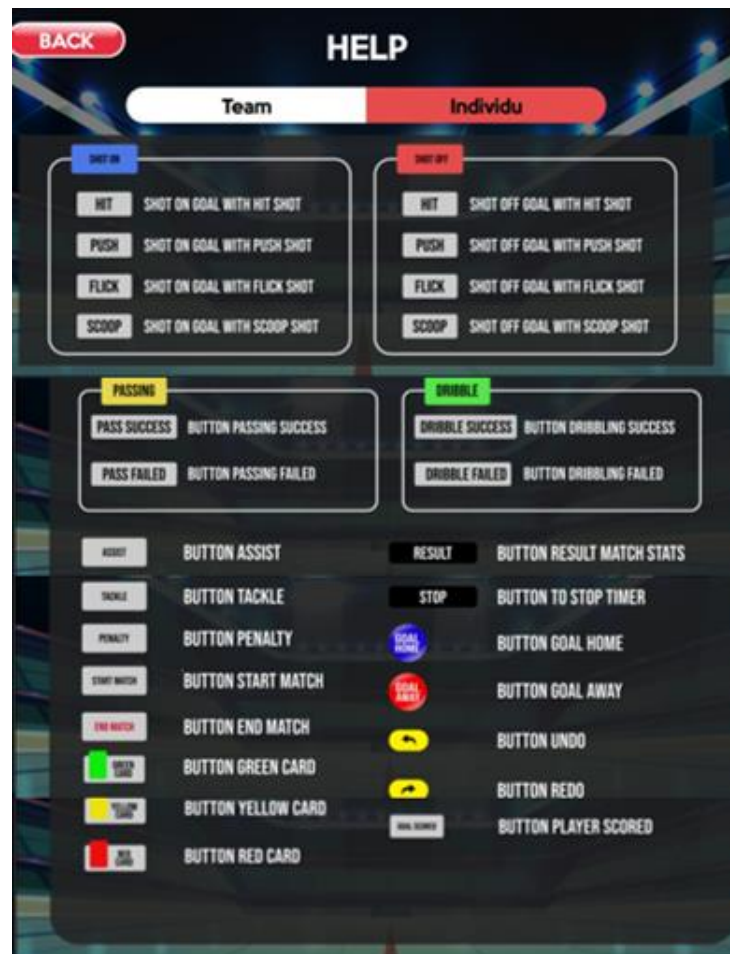 BACK
HELP
Team Individu
SHOT ON
HIT SHOT ON GOAL WITH HIT SHOT
PUSH SHOT ON GOAL WITH PUSH SHOT
FLICK SHOT ON GOAL WITH FLICK SHOT
SCOOP SHOT ON GOAL WITH SCOOP SHOT
SHOT OFF
HIT SHOT OFF GOAL WITH HIT SHOT
PUSH SHOT OFF GOAL WITH PUSH SHOT
FLICK SHOT OFF GOAL WITH FLICK SHOT
SCOOP SHOT OFF GOAL WITH SCOOP SHOT
PASSING
PASS SUCCESS BUTTON PASSING SUCCESS
PASS FAILED BUTTON PASSING FAILED
DRIBBLE
DRIBBLE SUCCESS BUTTON DRIBBLING SUCCESS
DRIBBLE FAILED BUTTON DRIBBLING FAILED
ASSIST BUTTON ASSIST
TACKLE BUTTON TACKLE
PENALTY BUTTON PENALTY
START MATCH BUTTON START MATCH
END MATCH BUTTON END MATCH
GREEN
CARD BUTTON GREEN CARD
YELLOW
CARD BUTTON YELLOW CARD
RED
CARD BUTTON RED CARD
RESULT BUTTON RESULT MATCH STATS
STOP BUTTON TO STOP TIMER
GOAL
HOME BUTTON GOAL HOME
GOAL
AWAY BUTTON GOAL AWAY
BUTTON UNDO
BUTTON REDO
GOAL SCORED BUTTON PLAYER SCORED